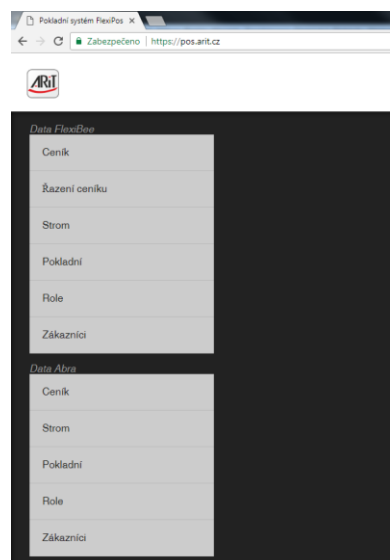 Pokladní systém FlexiPos
Zabezpečeno | https://pos.arit.cz
ARiT
Data FlexiBee
Ceník
Řazení ceníku
Strom
Pokladní
Role
Zákazníci
Data Abra
Ceník
Strom
Pokladní
Role
Zákazníci